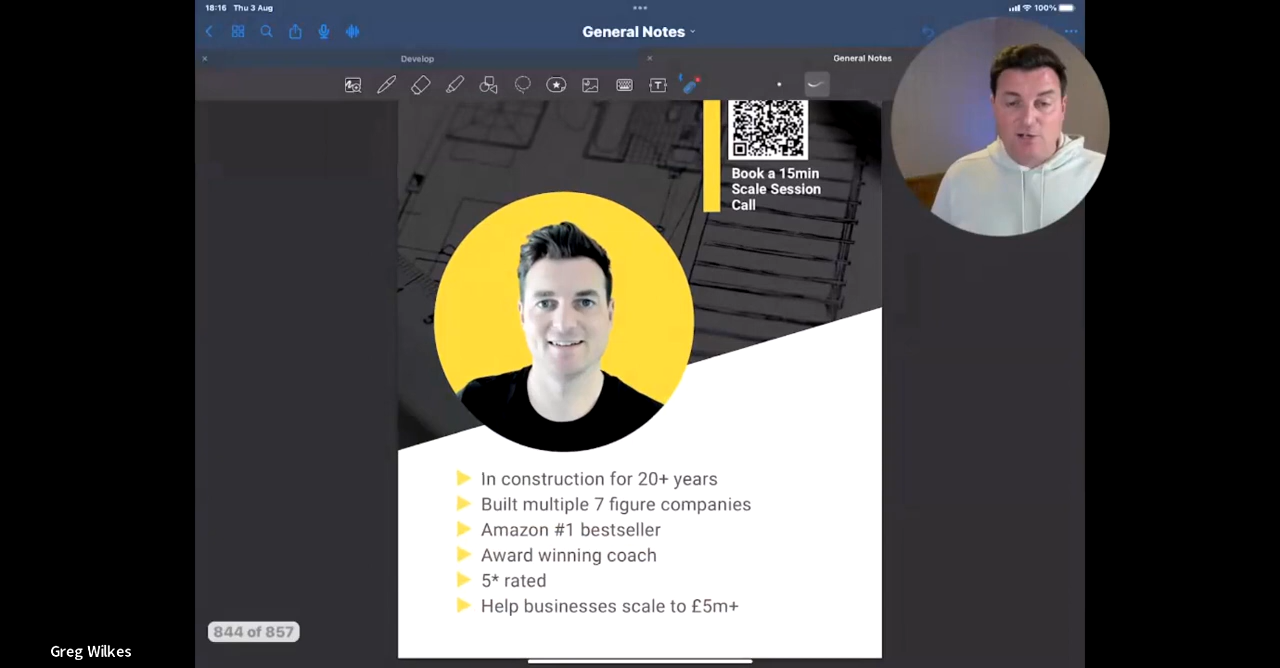 18:16 Thu 3 Aug
100%
General Notes
Develop
General Notes
T
Book a 15min
Scale Session
Call
In construction for 20+ years
Built multiple 7 figure companies
Amazon #1 bestseller
Award winning coach
5* rated
Help businesses scale to £5m+
844 of 857
Greg Wilkes